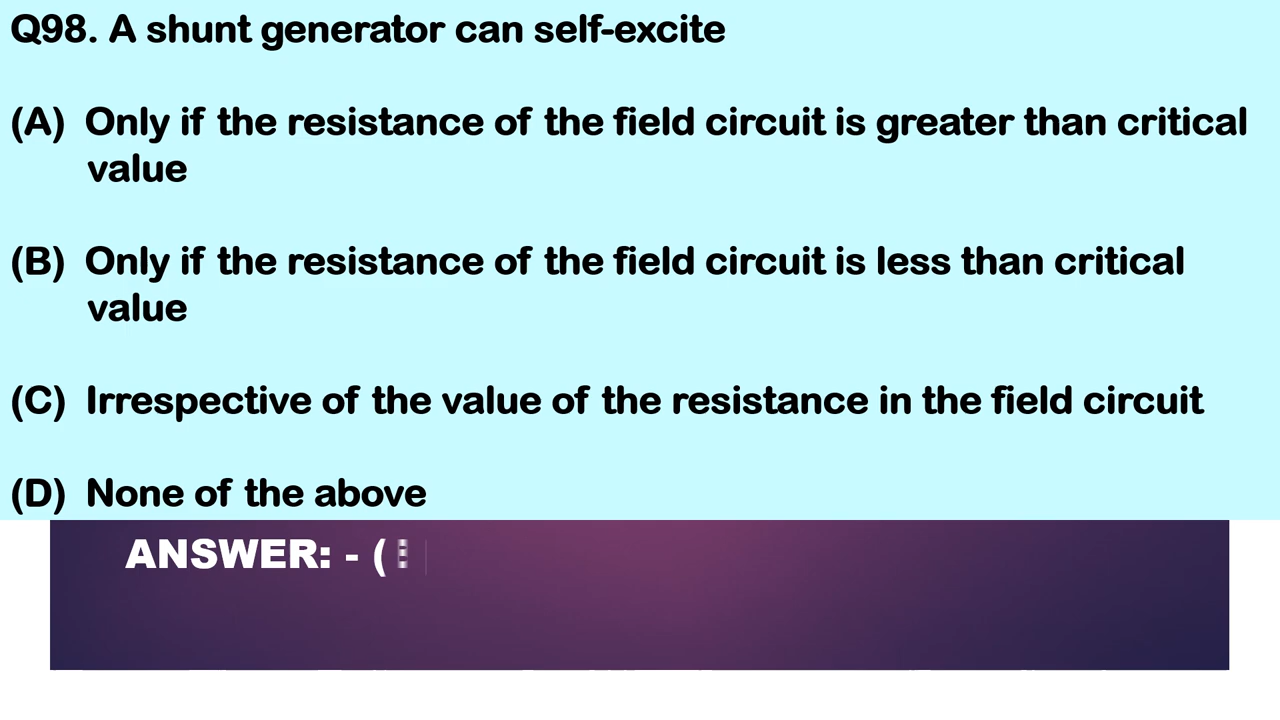 Q98. A shunt generator can self-excite
(A) Only if the resistance of the field circuit is greater than critical
value
(B) Only if the resistance of the field circuit is less than critical
value
(C) Irrespective of the value of the resistance in the field circuit
(D) None of the above
ANSWER: - (